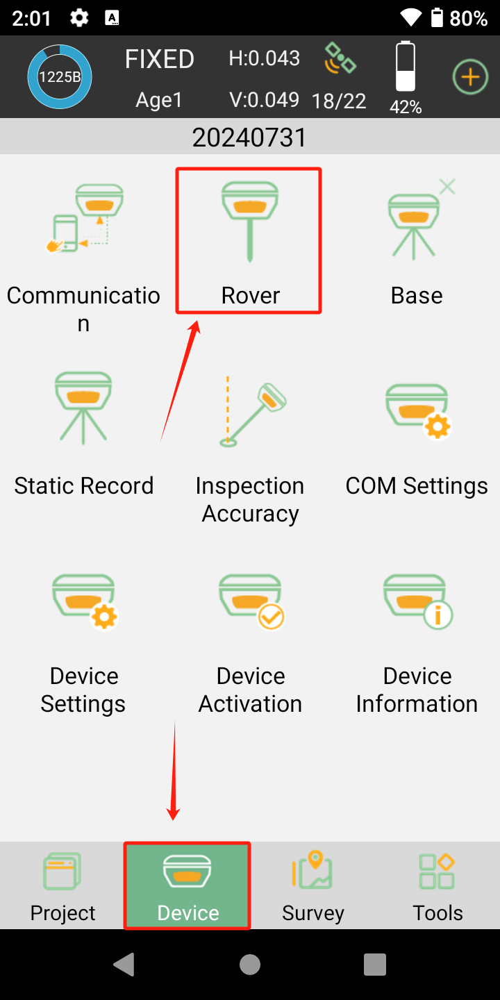 2:01 A 80%
1225B FIXED H:0.043
Age1 V:0.049 18/22 42%
20240731
Communicatio
n
Rover
Base
Static Record
Inspection
Accuracy
COM Settings
Device
Settings
Device
Activation
Device
Information
Project Device Survey Tools